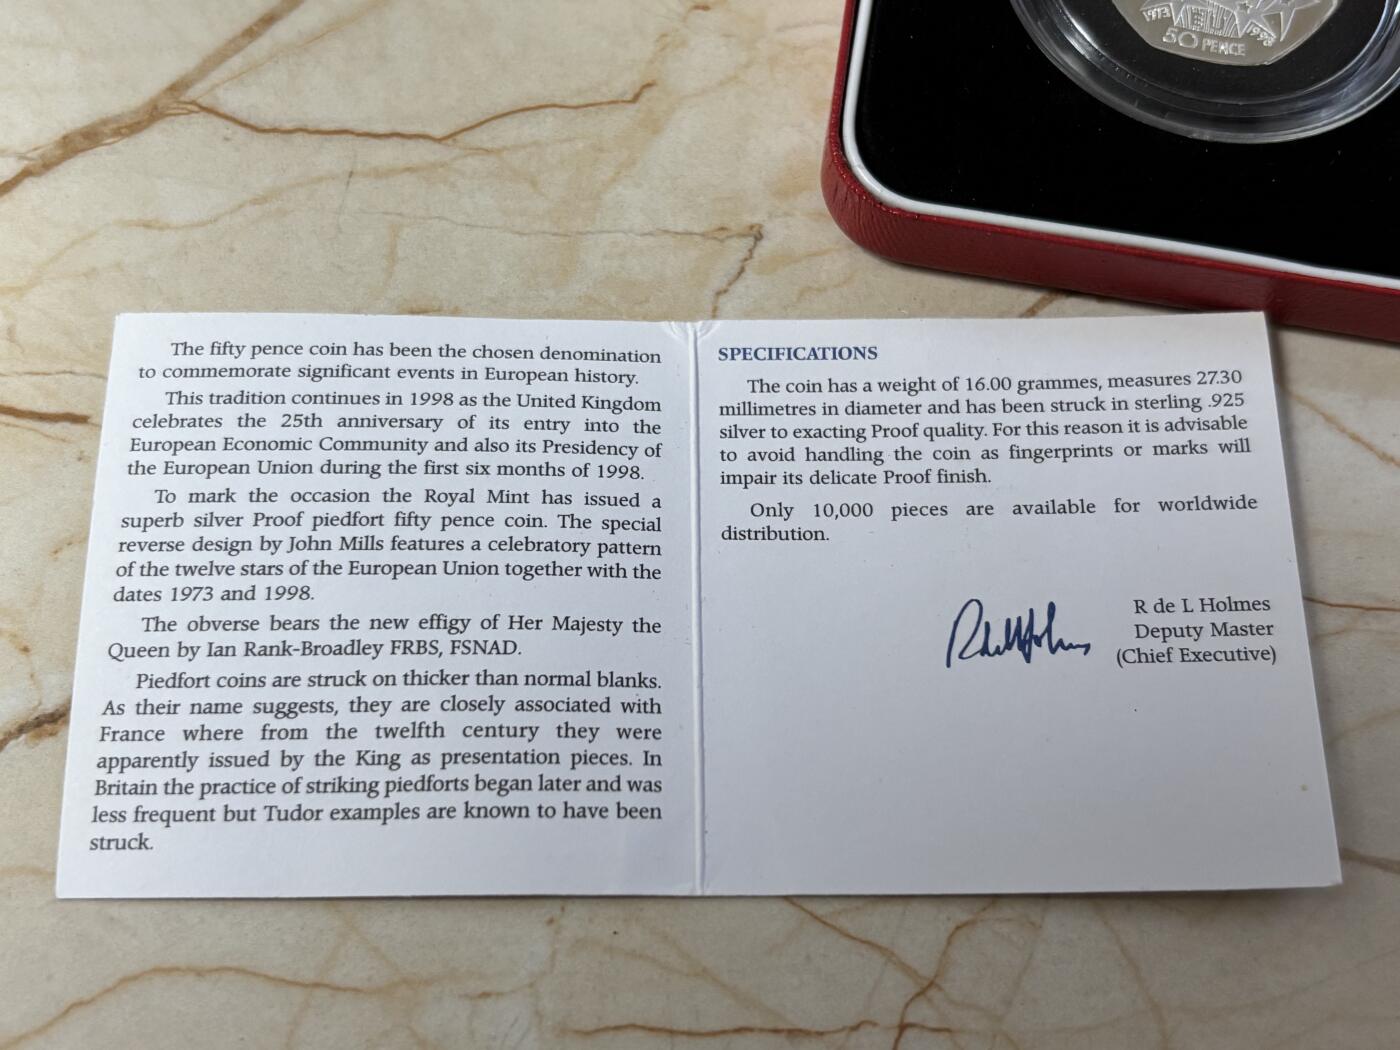 1973 EU 1998
50 PENCE
The fifty pence coin has been the chosen denomination
to commemorate significant events in European history.
This tradition continues in 1998 as the United Kingdom
celebrates the 25th anniversary of its entry into the
European Economic Community and also its Presidency of
the European Union during the first six months of 1998.
To mark the occasion the Royal Mint has issued a
superb silver Proof piedfort fifty pence coin. The special
reverse design by John Mills features a celebratory pattern
of the twelve stars of the European Union together with the
dates 1973 and 1998.
The obverse bears the new effigy of Her Majesty the
Queen by Ian Rank-Broadley FRBS, FSNAD.
Piedfort coins are struck on thicker than normal blanks.
As their name suggests, they are closely associated with
France where from the twelfth century they were
apparently issued by the King as presentation pieces. In
Britain the practice of striking piedforts began later and was
less frequent but Tudor examples are known to have been
struck.
SPECIFICATIONS
The coin has a weight of 16.00 grammes, measures 27.30
millimetres in diameter and has been struck in sterling .925
silver to exacting Proof quality. For this reason it is advisable
to avoid handling the coin as fingerprints or marks will
impair its delicate Proof finish.
Only 10,000 pieces are available for worldwide
distribution.
R de L Holmes
Deputy Master
(Chief Executive)